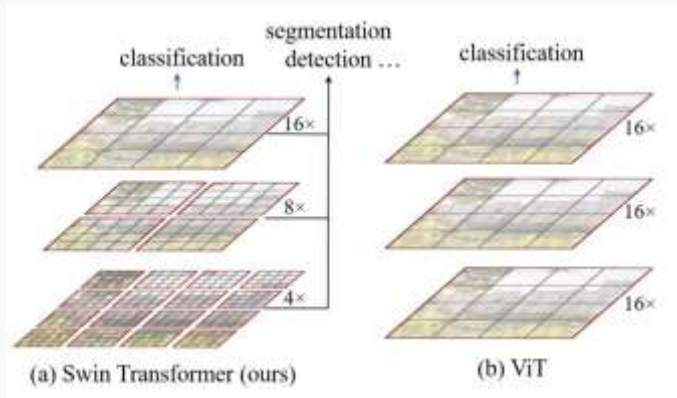 segmentation
detection ...
classification
16×
8×
4×
(a) Swin Transformer (ours)
classification
16×
16×
16×
(b) ViT